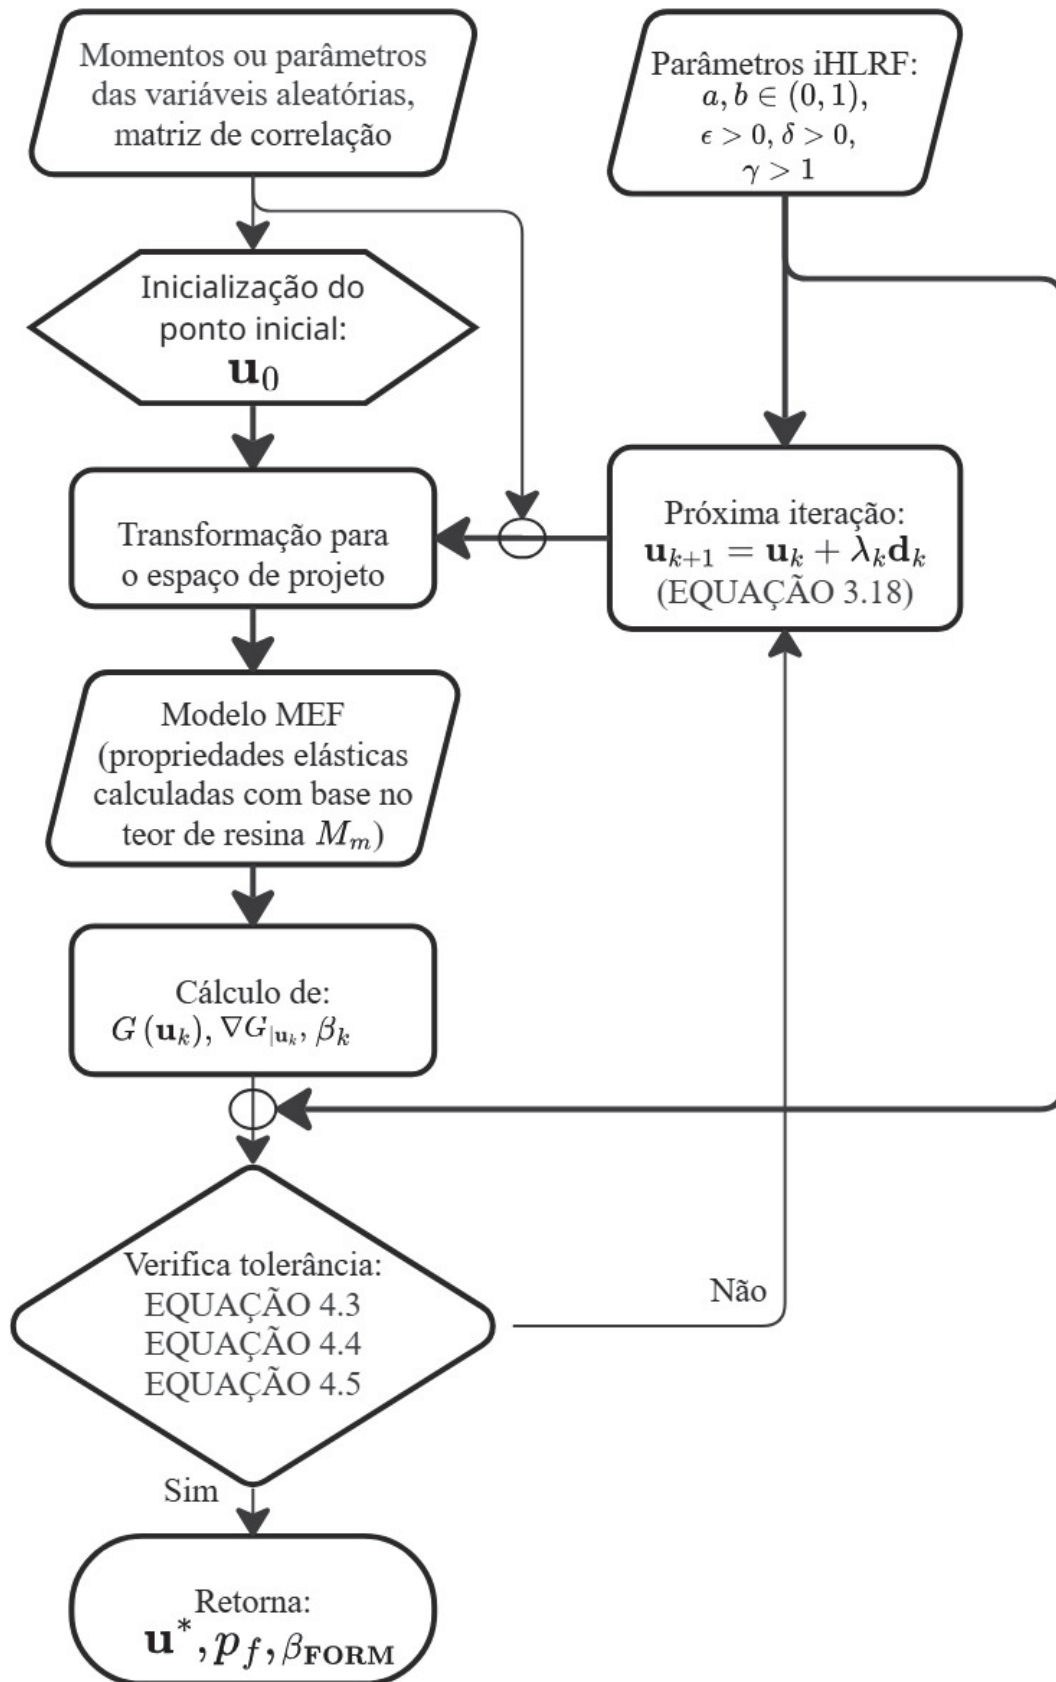 Momentos ou parâmetros
das variáveis aleatórias,
matriz de correlação
Parâmetros iHLRF:
a, b ∈ (0, 1),
ϵ > 0, δ > 0,
γ > 1
Inicialização do
ponto inicial:
u₀
Transformação para
o espaço de projeto
Próxima iteração:
uₖ₊₁ = uₖ + λₖdₖ
(EQUAÇÃO 3.18)
Modelo MEF
(propriedades elásticas
calculadas com base no
teor de resina Mₘ)
Cálculo de:
G (uₖ), ∇G|uₖ, βₖ
Verifica tolerância:
EQUAÇÃO 4.3
EQUAÇÃO 4.4
EQUAÇÃO 4.5
Não
Sim
Retorna:
u*, p_f, β_FORM